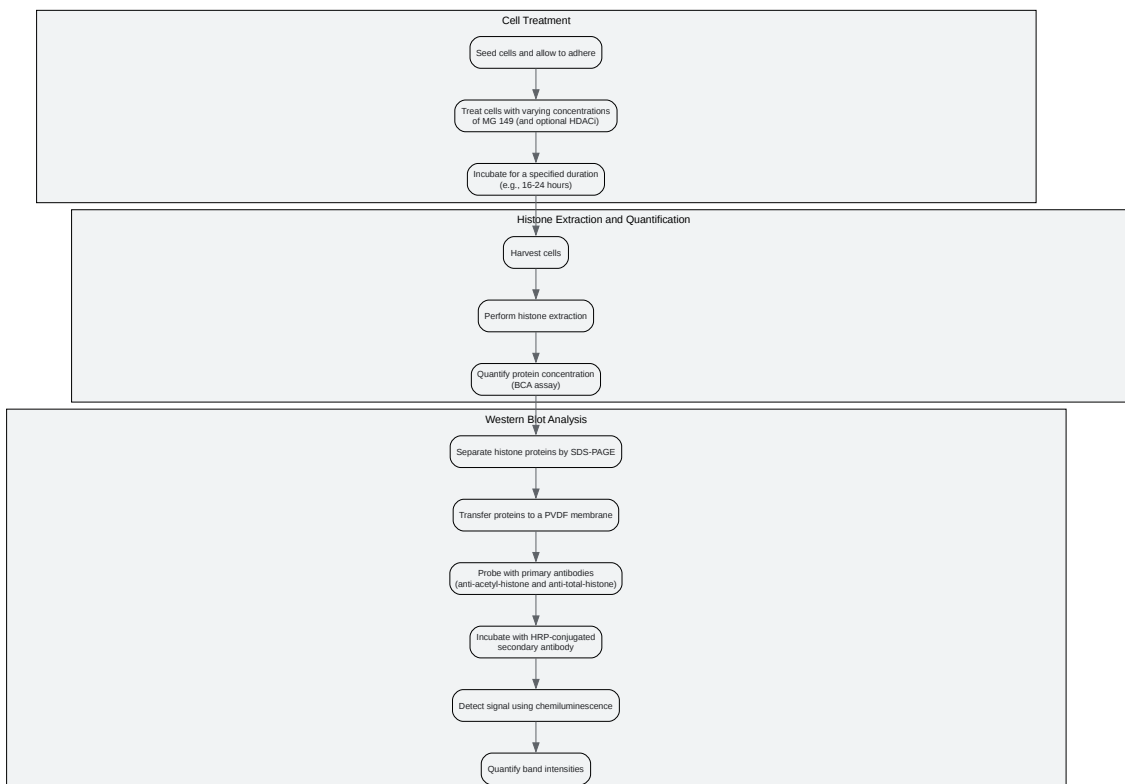 Cell Treatment
Seed cells and allow to adhere
Treat cells with varying concentrations
of MG 149 (and optional HDACi)
Incubate for a specified duration
(e.g., 16-24 hours)
Histone Extraction and Quantification
Harvest cells
Perform histone extraction
Quantify protein concentration
(BCA assay)
Western Blot Analysis
Separate histone proteins by SDS-PAGE
Transfer proteins to a PVDF membrane
Probe with primary antibodies
(anti-acetyl-histone and anti-total-histone)
Incubate with HRP-conjugated
secondary antibody
Detect signal using chemiluminescence
Quantify band intensities